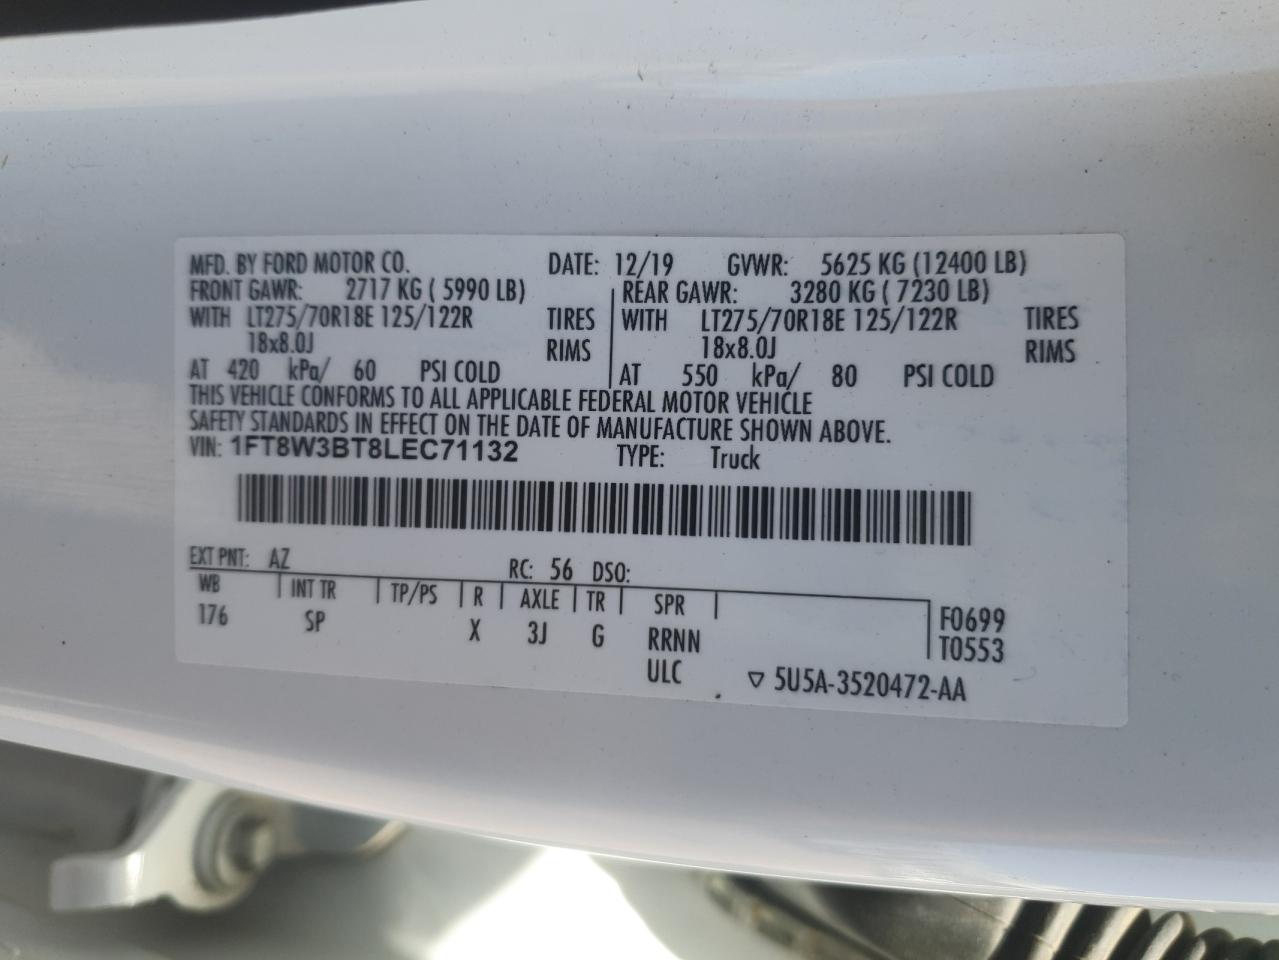 MFD. BY FORD MOTOR CO. DATE: 12/19 GVWR: 5625 KG (12400 LB)
FRONT GAWR: 2717 KG ( 5990 LB) REAR GAWR: 3280 KG ( 7230 LB)
WITH LT275/70R18E 125/122R TIRES WITH LT275/70R18E 125/122R TIRES
18x8.0J RIMS 18x8.0J RIMS
AT 420 kPa/ 60 PSI COLD AT 550 kPa/ 80 PSI COLD
THIS VEHICLE CONFORMS TO ALL APPLICABLE FEDERAL MOTOR VEHICLE
SAFETY STANDARDS IN EFFECT ON THE DATE OF MANUFACTURE SHOWN ABOVE.
VIN: 1FT8W3BT8LEC71132 TYPE: Truck
EXT PNT: AZ RC: 56 DSO:
WB INT TR TP/PS R AXLE TR SPR F0699
176 SP X 3J G RRNN T0553
ULC ▽ 5U5A-3520472-AA